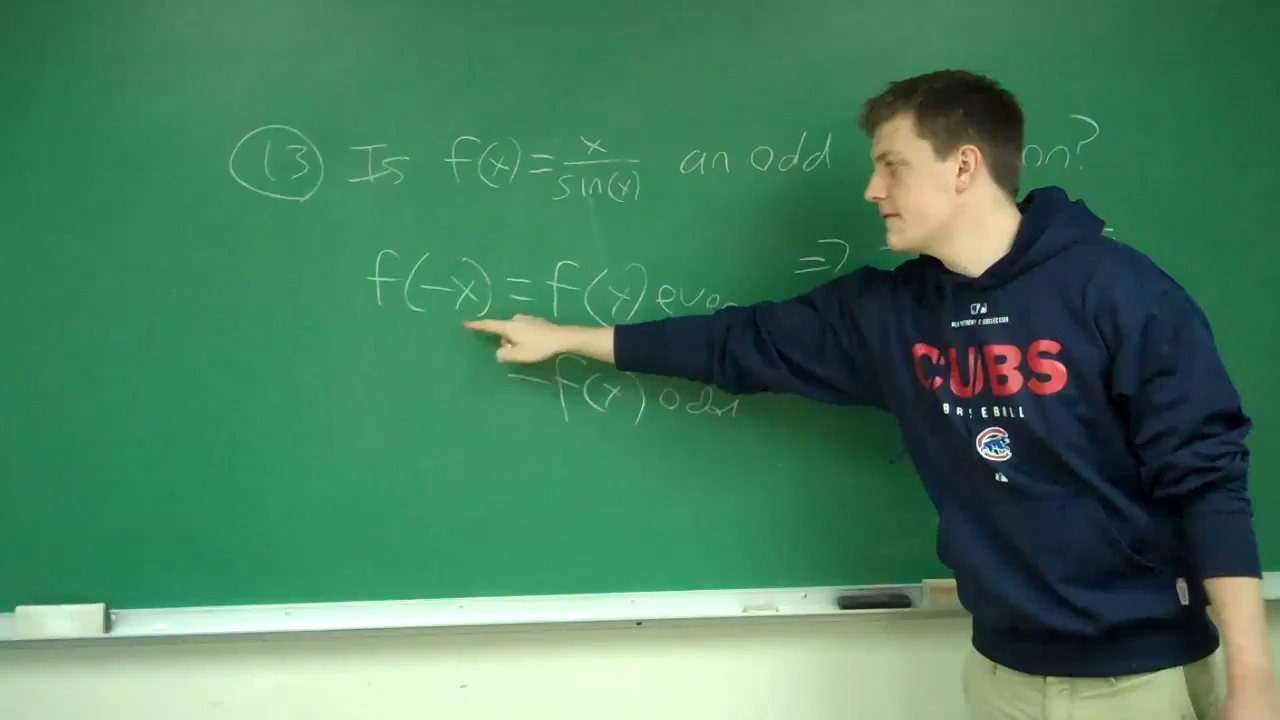 13 Is f(x) = x/sin(x) an odd on?
f(-x) = f(x) even =>
-f(x) odd
CUBS
BASEBALL